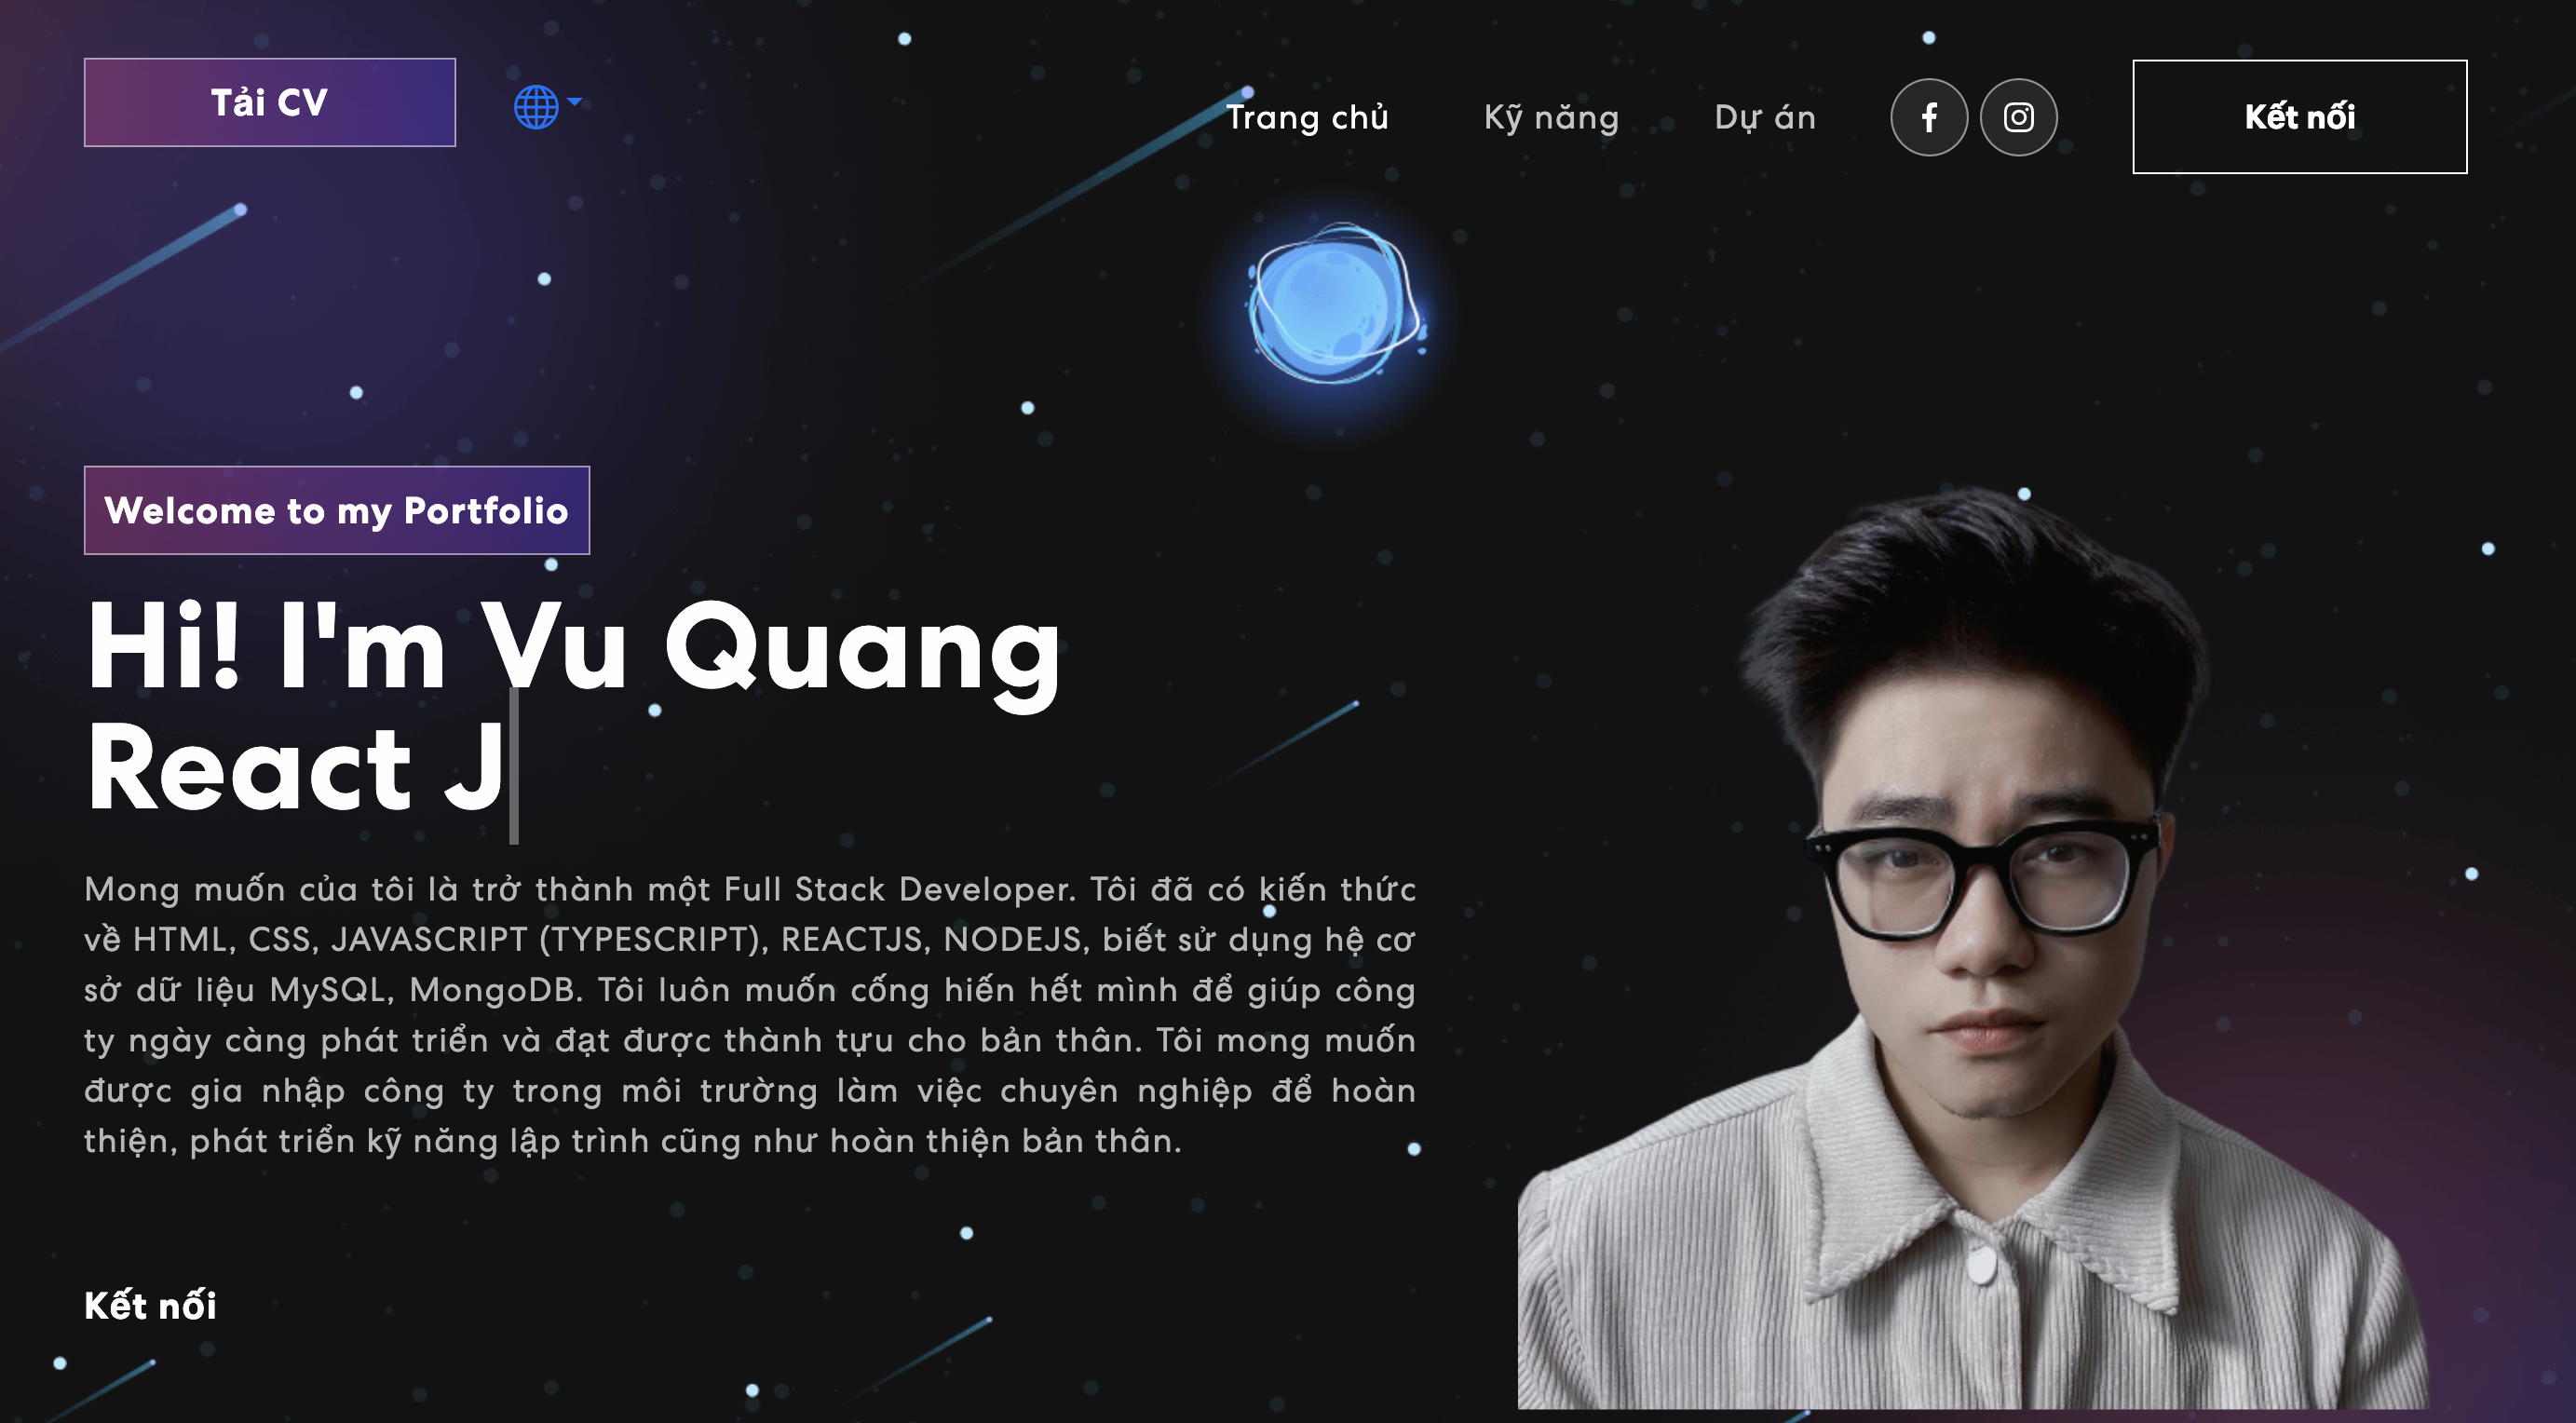 Tải CV
Trang chủ
Kỹ năng
Dự án
Kết nối
Welcome to my Portfolio
Hi! I'm Vu Quang
React J
Mong muốn của tôi là trở thành một Full Stack Developer. Tôi đã có kiến thức
về HTML, CSS, JAVASCRIPT (TYPESCRIPT), REACTJS, NODEJS, biết sử dụng hệ cơ
sở dữ liệu MySQL, MongoDB. Tôi luôn muốn cống hiến hết mình để giúp công
ty ngày càng phát triển và đạt được thành tựu cho bản thân. Tôi mong muốn
được gia nhập công ty trong môi trường làm việc chuyên nghiệp để hoàn
thiện, phát triển kỹ năng lập trình cũng như hoàn thiện bản thân.
Kết nối